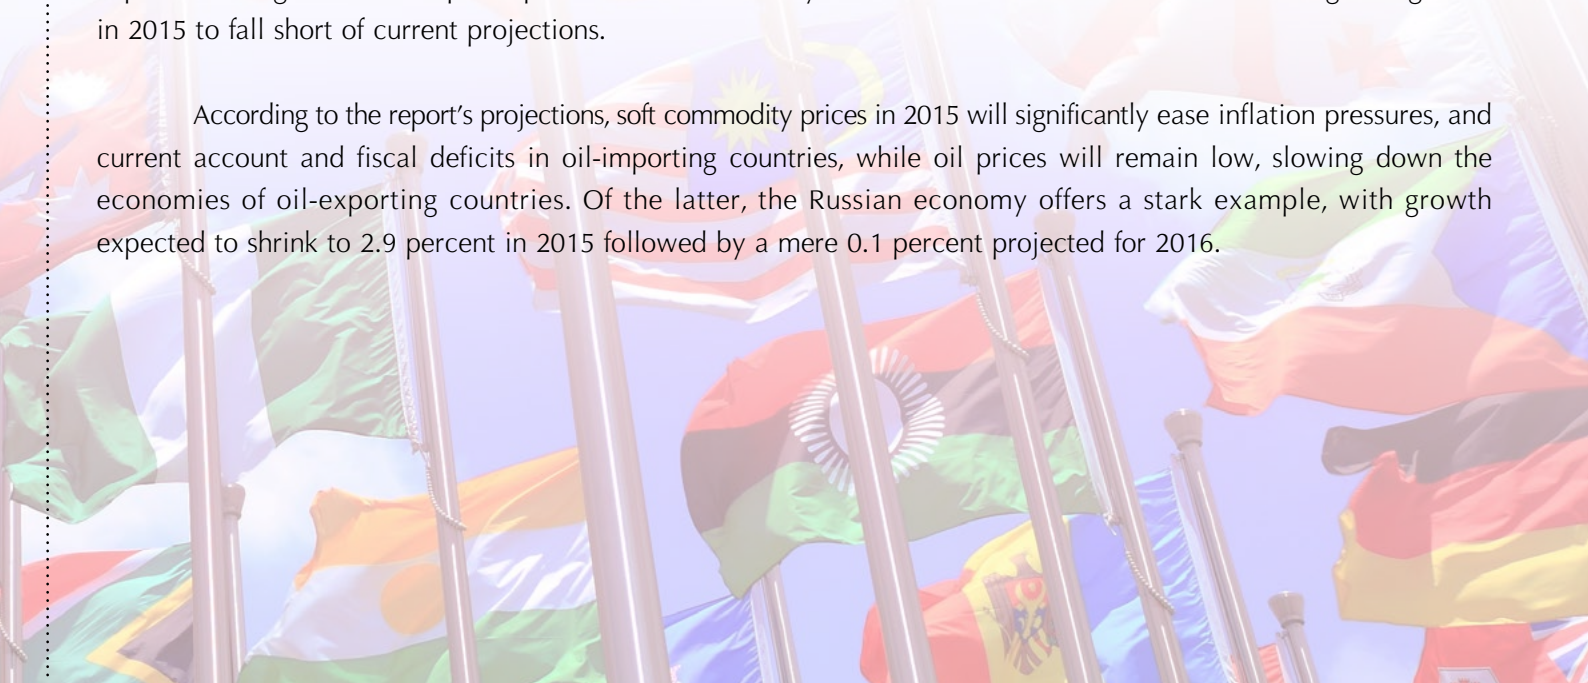 in 2015 to fall short of current projections.
According to the report’s projections, soft commodity prices in 2015 will significantly ease inflation pressures, and
current account and fiscal deficits in oil-importing countries, while oil prices will remain low, slowing down the
economies of oil-exporting countries. Of the latter, the Russian economy offers a stark example, with growth
expected to shrink to 2.9 percent in 2015 followed by a mere 0.1 percent projected for 2016.